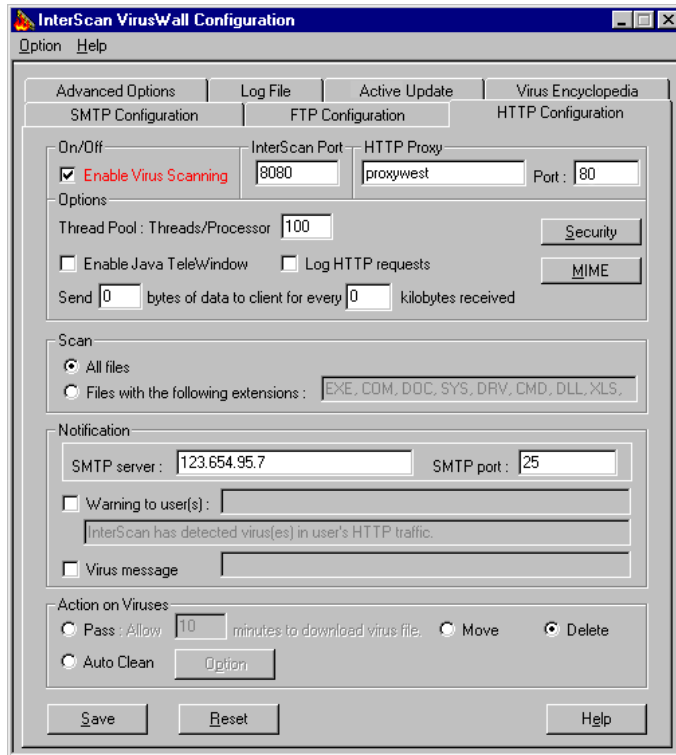 InterScan VirusWall Configuration
Option Help
Advanced Options Log File Active Update Virus Encyclopedia
SMTP Configuration FTP Configuration HTTP Configuration
On/Off InterScan Port HTTP Proxy
Enable Virus Scanning 8080 proxywest Port : 80
Options
Thread Pool : Threads/Processor 100 Security
Enable Java TeleWindow Log HTTP requests MIME
Send 0 bytes of data to client for every 0 kilobytes received
Scan
All files
Files with the following extensions : EXE, COM, DOC, SYS, DRV, CMD, DLL, XLS,
Notification
SMTP server : 123.654.95.7 SMTP port : 25
Warning to user(s) :
InterScan has detected virus(es) in user's HTTP traffic.
Virus message
Action on Viruses
Pass : Allow 10 minutes to download virus file. Move Delete
Auto Clean Option
Save Reset Help